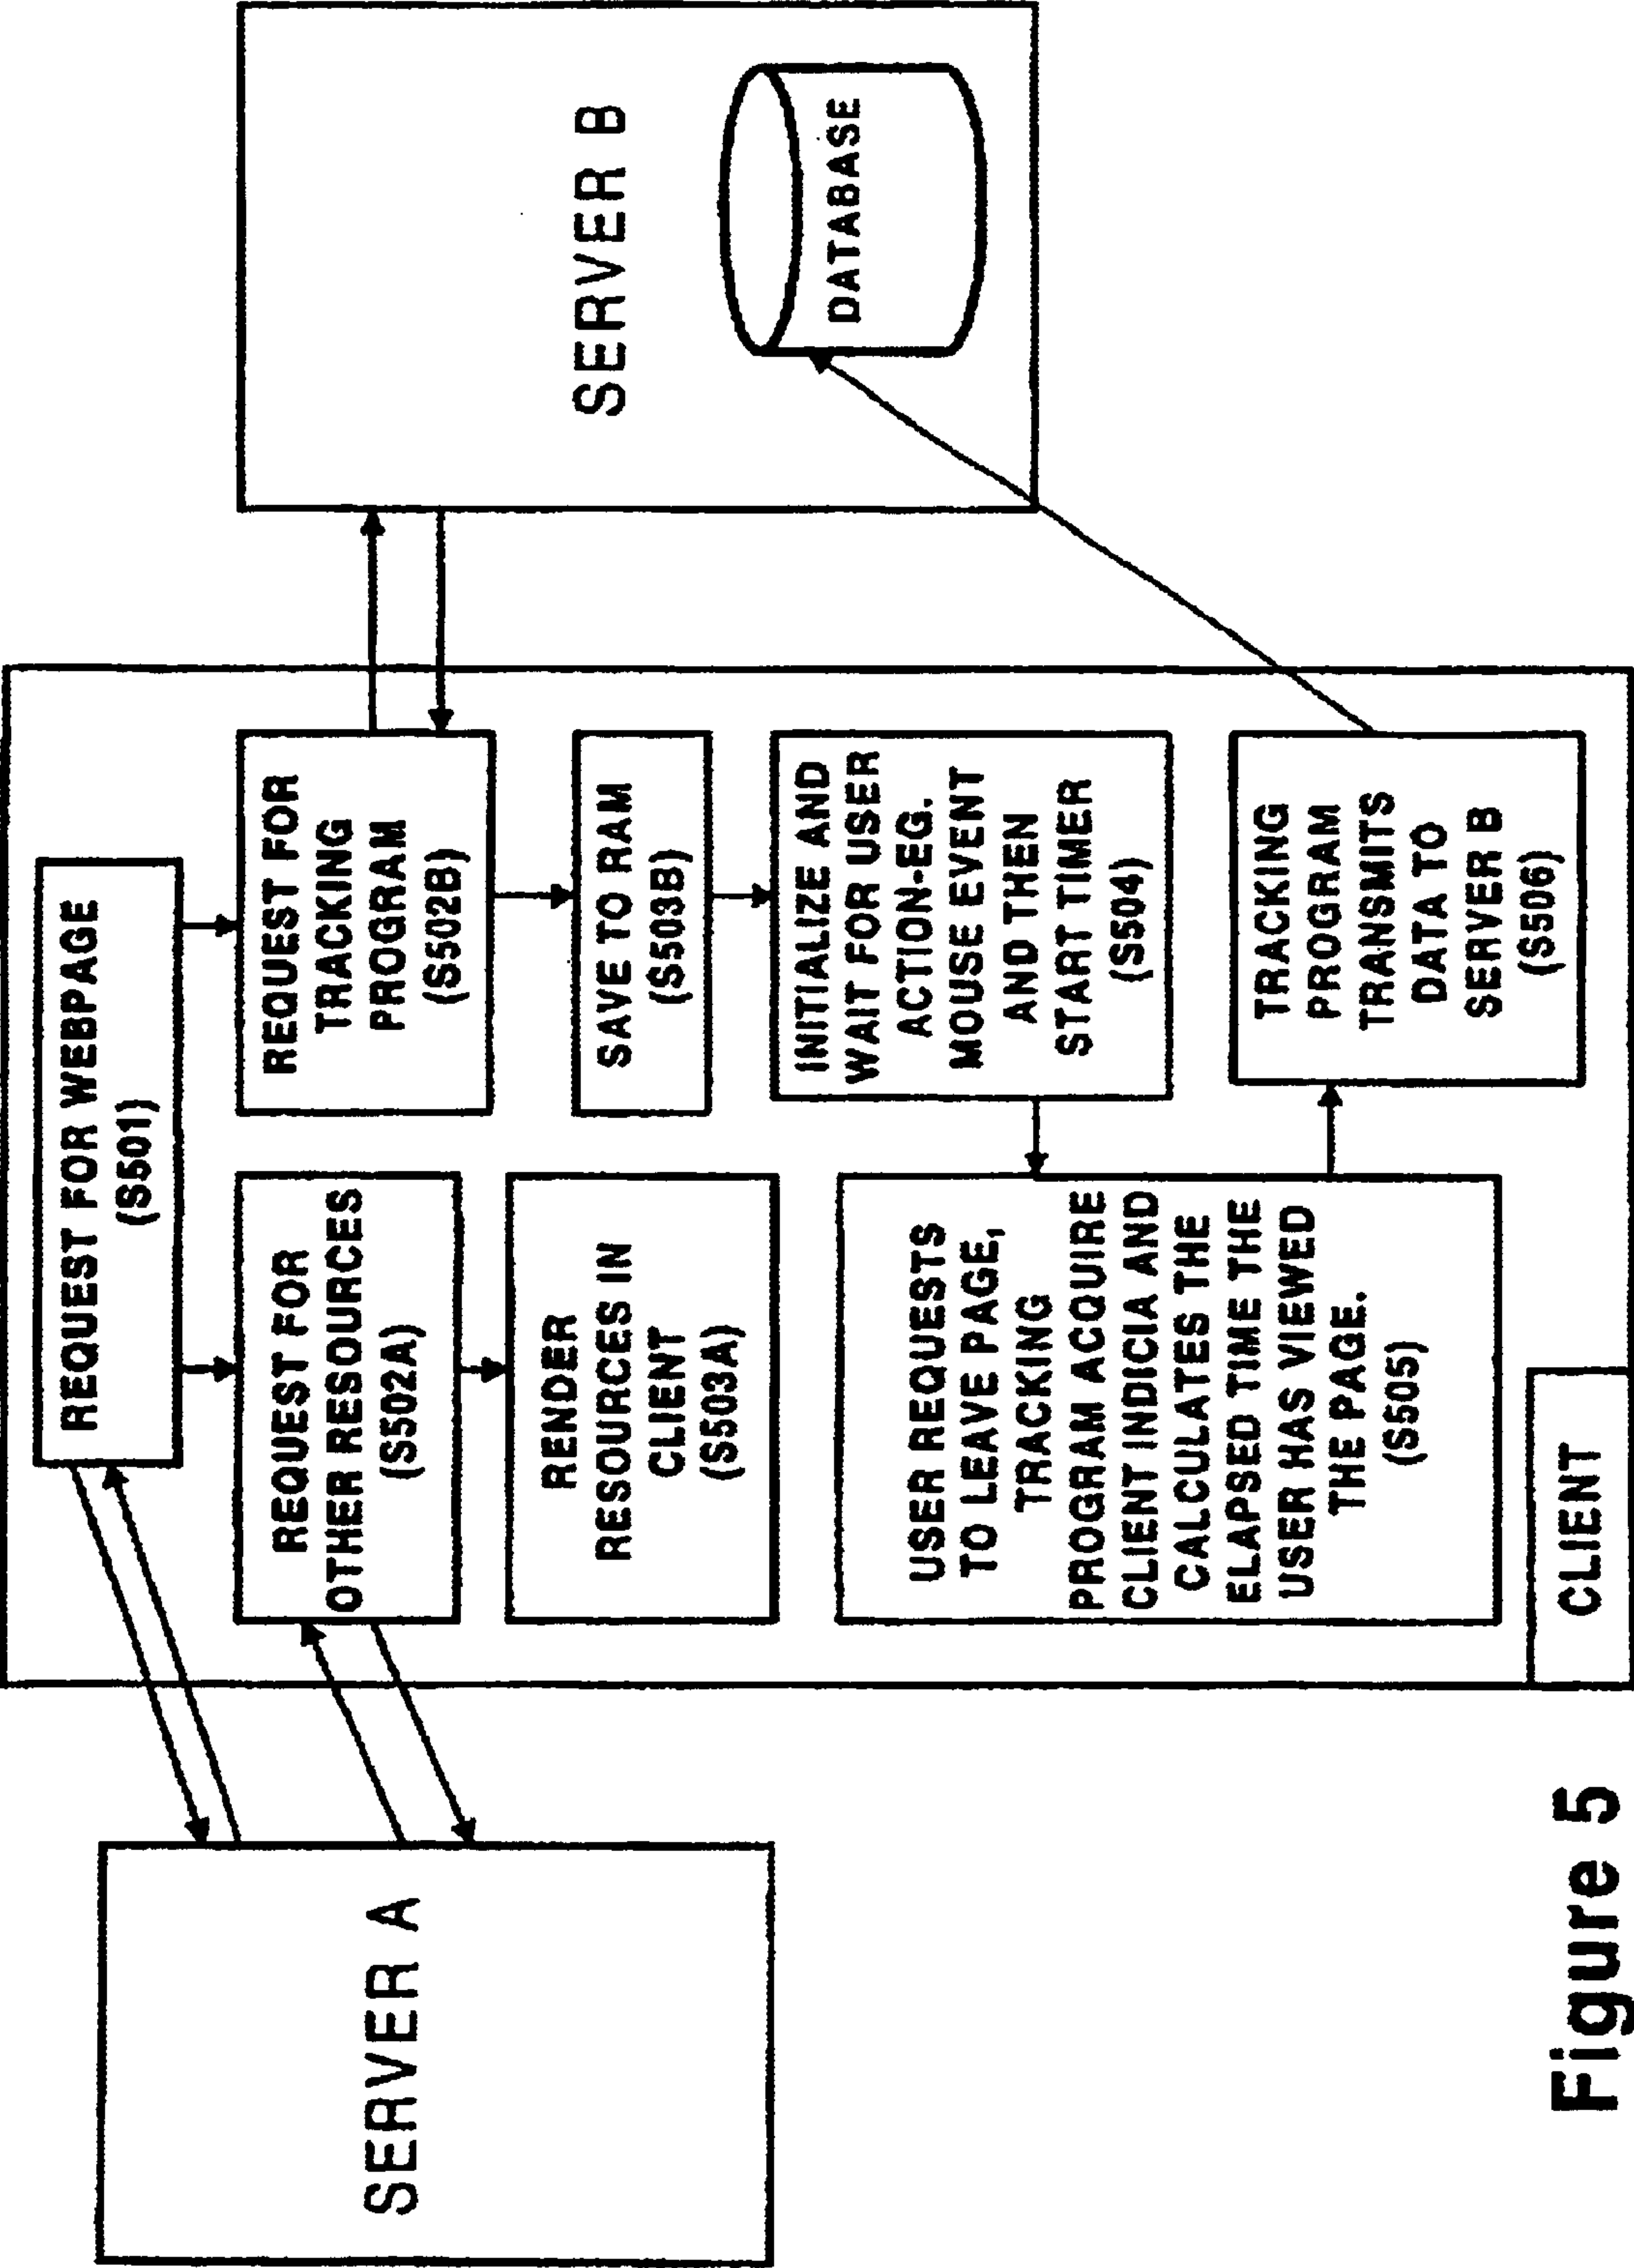 REQUEST FOR WEBPAGE
(S501)
REQUEST FOR
OTHER RESOURCES
(S502A)
REQUEST FOR
TRACKING
PROGRAM
(S502B)
RENDER
RESOURCES IN
CLIENT
(S503A)
SAVE TO RAM
(S503B)
INITIALIZE AND
WAIT FOR USER
ACTION-EG.
MOUSE EVENT
AND THEN
START TIMER
(S504)
USER REQUESTS
TO LEAVE PAGE,
TRACKING
PROGRAM ACQUIRE
CLIENT INDICIA AND
CALCULATES THE
ELAPSED TIME THE
USER HAS VIEWED
THE PAGE.
(S505)
TRACKING
PROGRAM
TRANSMITS
DATA TO
SERVER B
(S506)
CLIENT
SERVER A
SERVER B
DATABASE
Figure 5